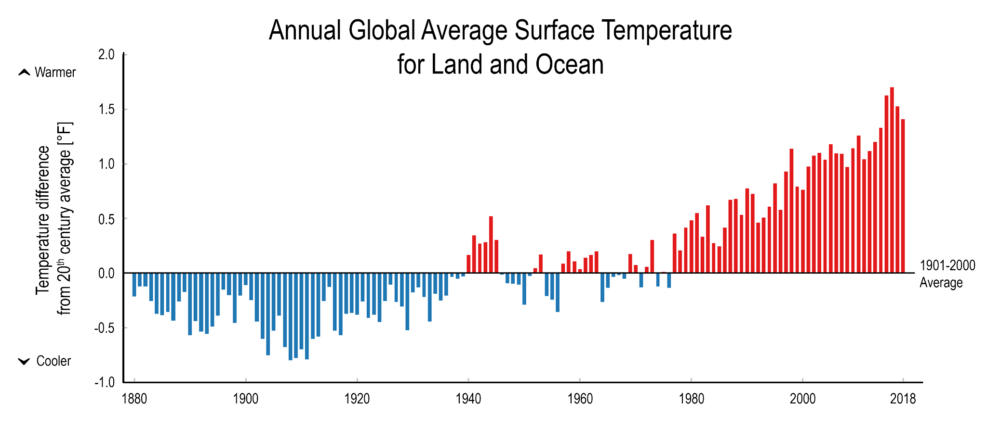 Annual Global Average Surface Temperature
for Land and Ocean
Warmer
Temperature difference
from 20th century average [°F]
Cooler
2.0
1.5
1.0
0.5
0.0
-0.5
-1.0
1901-2000
Average
1880 1900 1920 1940 1960 1980 2000 2018